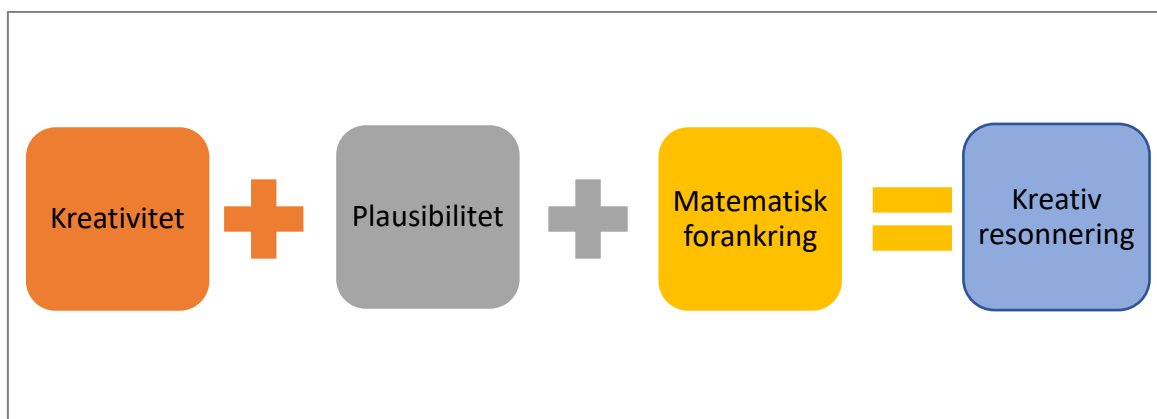 Kreativitet
Plausibilitet
Matematisk
forankring
Kreativ
resonnering